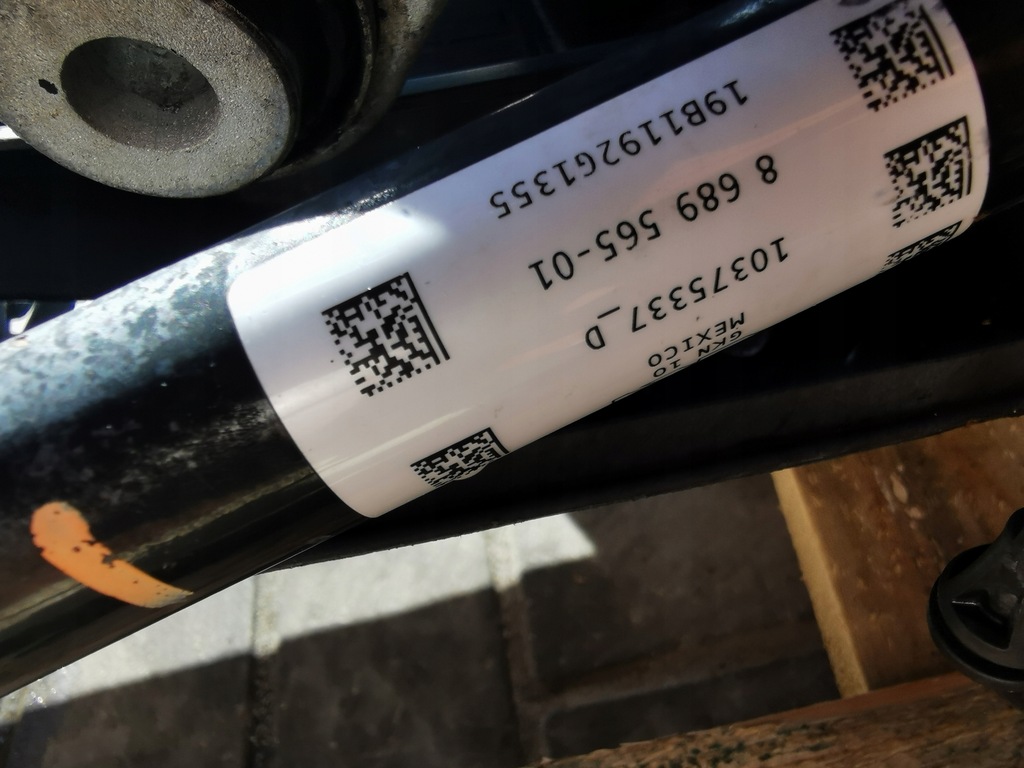 GKN 10
MEXICO
10375337_D
8 689 565-01
19B1192G1355